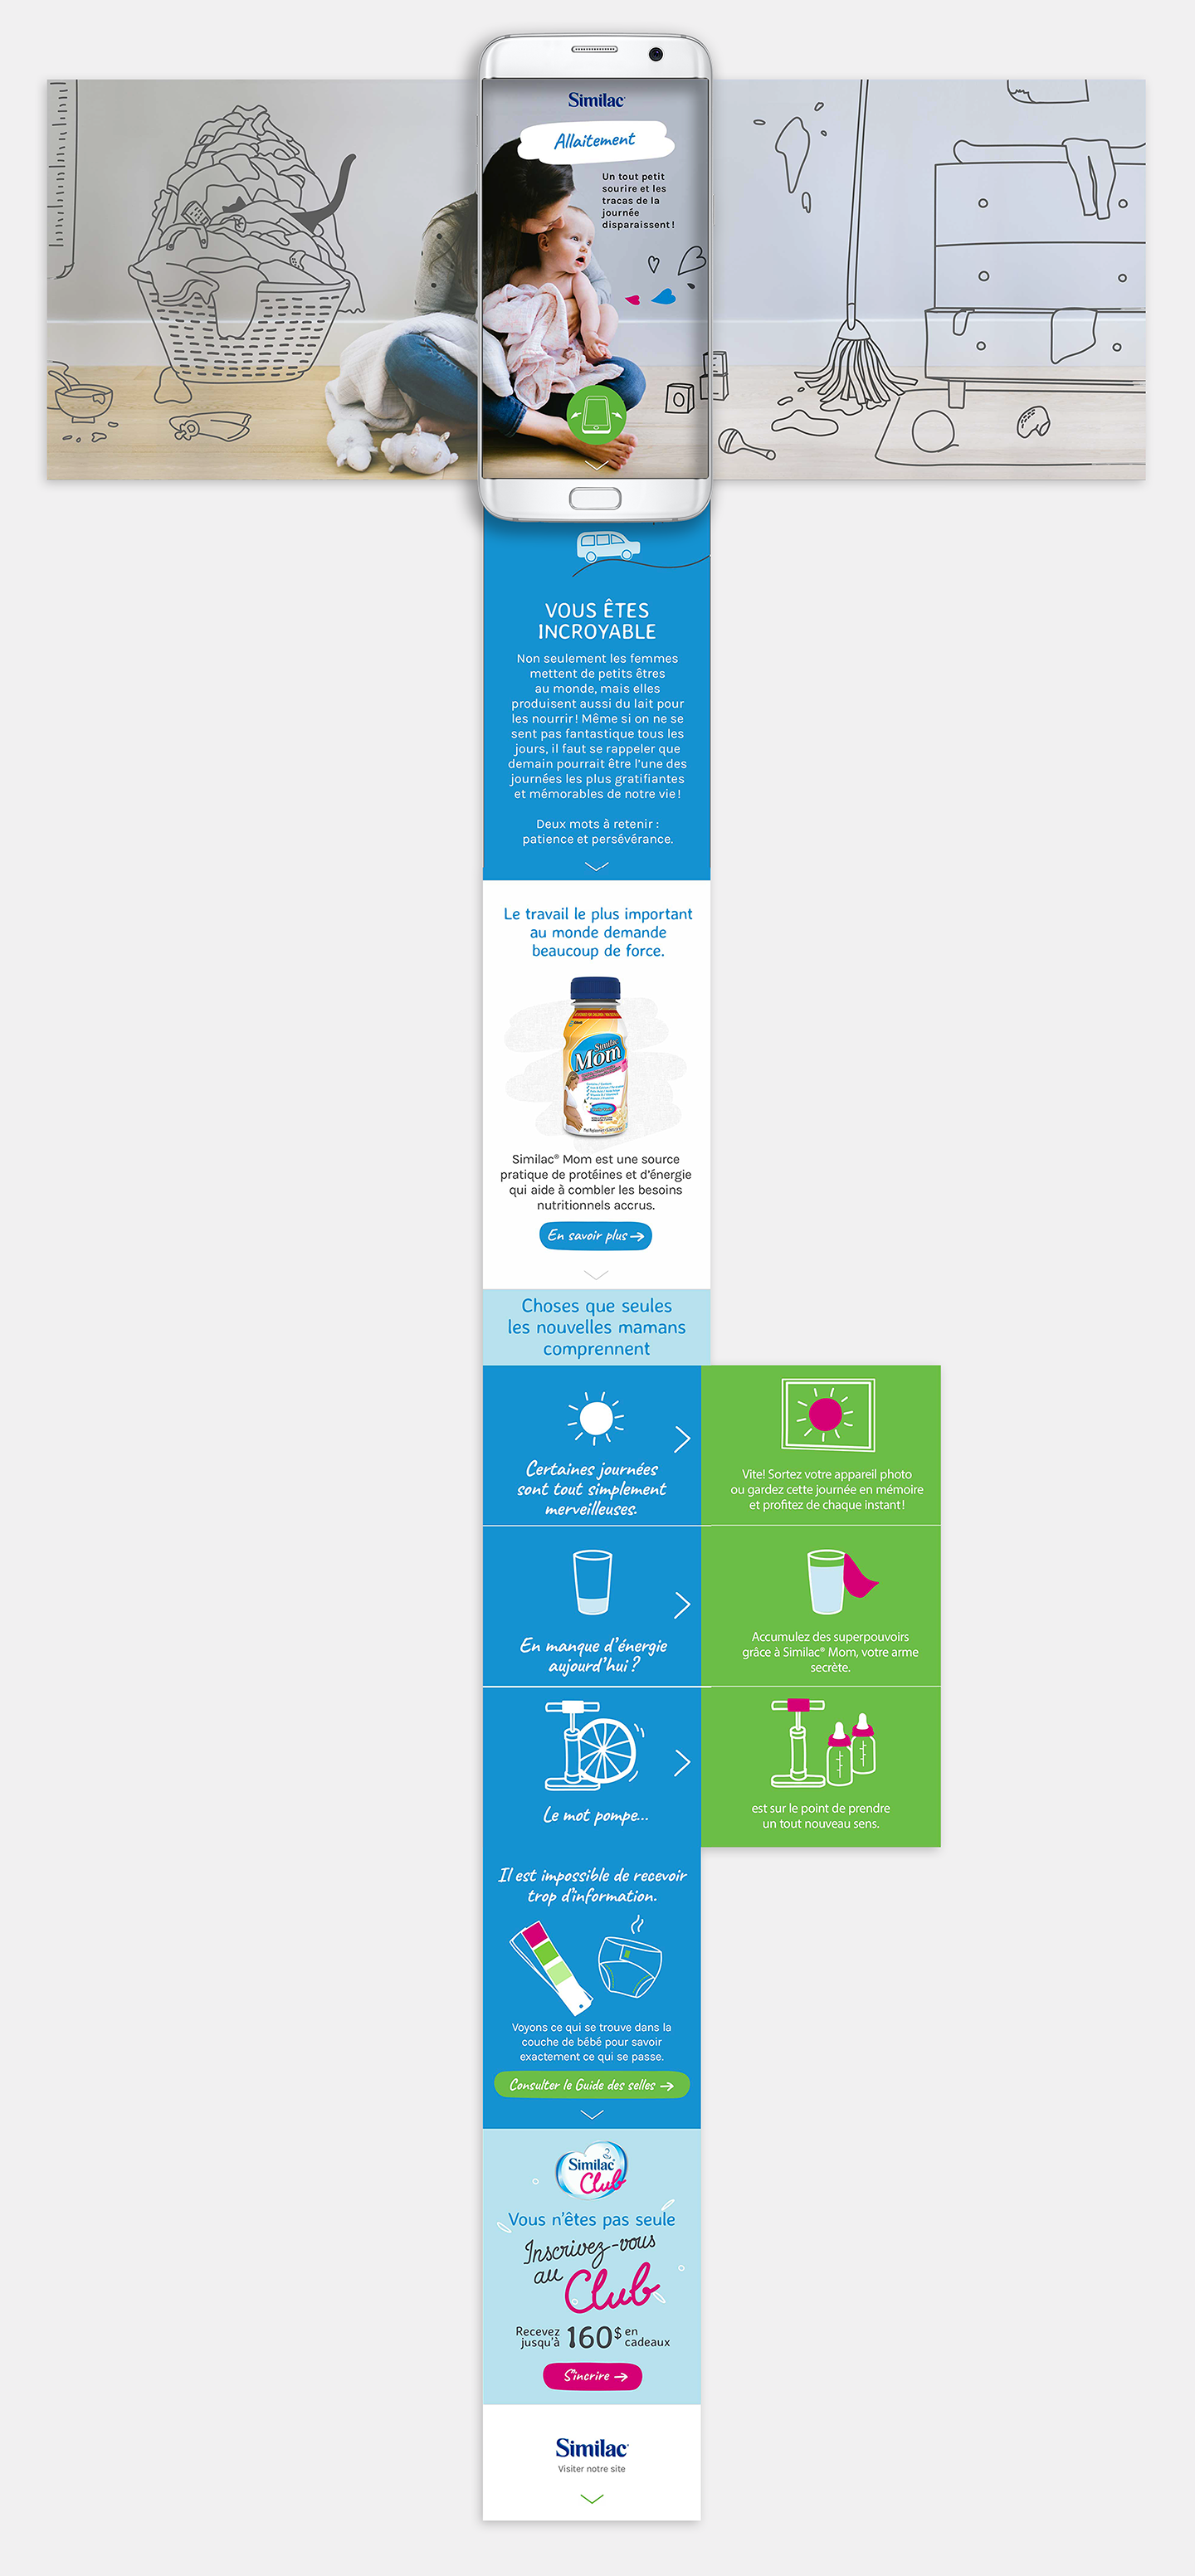 Similac
Allaitement
Un tout petit
sourire et les
tracas de la
journée
disparaissent !
VOUS ÊTES
INCROYABLE
Non seulement les femmes
mettent de petits êtres
au monde, mais elles
produisent aussi du lait pour
les nourrir ! Même si on ne se
sent pas fantastique tous les
jours, il faut se rappeler que
demain pourrait être l'une des
journées les plus gratifiantes
et mémorables de notre vie !
Deux mots à retenir :
patience et persévérance.
Le travail le plus important
au monde demande
beaucoup de force.
Similac
Mom
Similac® Mom est une source
pratique de protéines et d'énergie
qui aide à combler les besoins
nutritionnels accrus.
En savoir plus →
Choses que seules
les nouvelles mamans
comprennent
Certaines journées
sont tout simplement
merveilleuses.
Vite! Sortez votre appareil photo
ou gardez cette journée en mémoire
et profitez de chaque instant !
En manque d'énergie
aujourd'hui ?
Accumulez des superpouvoirs
grâce à Similac® Mom, votre arme
secrète.
Le mot pompe...
est sur le point de prendre
un tout nouveau sens.
Il est impossible de recevoir
trop d'information.
Voyons ce qui se trouve dans la
couche de bébé pour savoir
exactement ce qui se passe.
Consulter le Guide des selles →
Similac
Club
Vous n'êtes pas seule
Inscrivez-vous
au Club
Recevez jusqu'à 160$ en cadeaux
S'incrire →
Similac
Visiter notre site